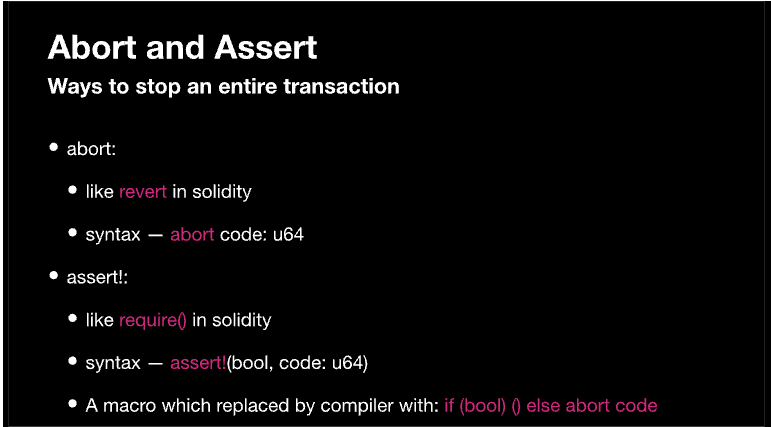 Abort and Assert
Ways to stop an entire transaction
• abort:
• like revert in solidity
• syntax — abort code: u64
• assert!:
• like require() in solidity
• syntax — assert!(bool, code: u64)
• A macro which replaced by compiler with: if (bool) () else abort code